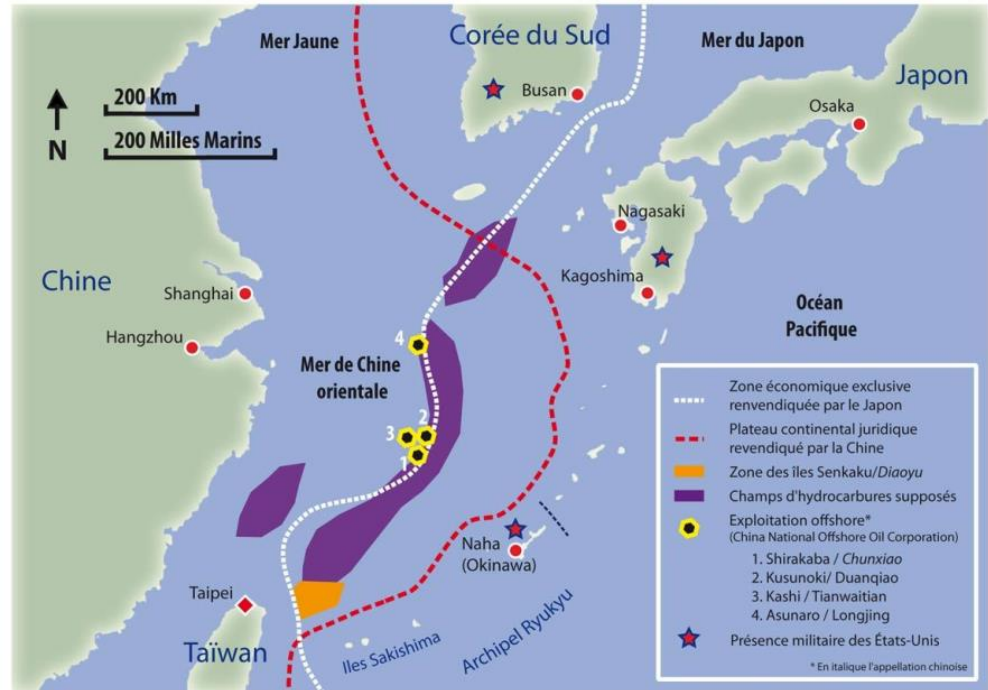 Mer Jaune
Corée du Sud
Mer du Japon
Japon
200 Km
200 Milles Marins
N
Busan
Osaka
Nagasaki
Kagoshima
Chine
Shanghai
Hangzhou
Océan
Pacifique
Mer de Chine
orientale
4
3
2
1
Naha
(Okinawa)
Taipei
Taïwan
Iles Sakishima
Archipel Ryukyu
Zone économique exclusive
renvendiquée par le Japon
Plateau continental juridique
revendiqué par la Chine
Zone des îles Senkaku/Diaoyu
Champs d'hydrocarbures supposés
Exploitation offshore*
(China National Offshore Oil Corporation)
1. Shirakaba / Chunxiao
2. Kusunoki/ Duanqiao
3. Kashi / Tianwaitian
4. Asunaro / Longjing
Présence militaire des États-Unis
* En italique l'appellation chinoise